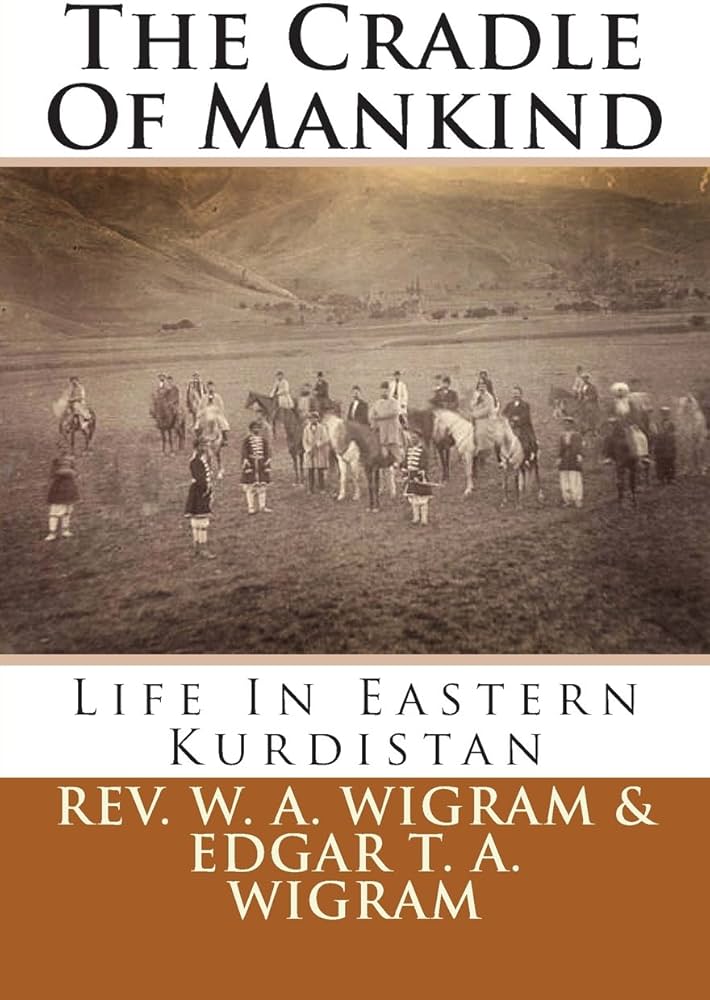 The Cradle
Of Mankind
Life In Eastern
Kurdistan
REV. W. A. WIGRAM &
EDGAR T. A.
WIGRAM